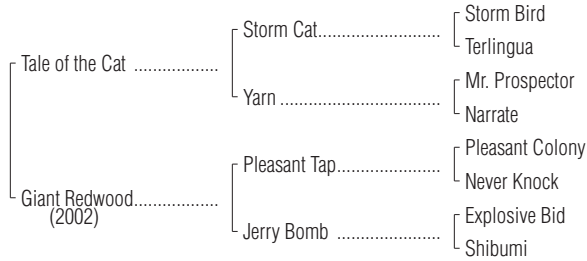 Storm Bird
Storm Cat..............................
Terlingua
Tale of the Cat .................
Mr. Prospector
Yarn ........................................
Narrate
Pleasant Colony
Pleasant Tap..........................
Never Knock
Giant Redwood.................
(2002)
Explosive Bid
Jerry Bomb ..........................
Shibumi